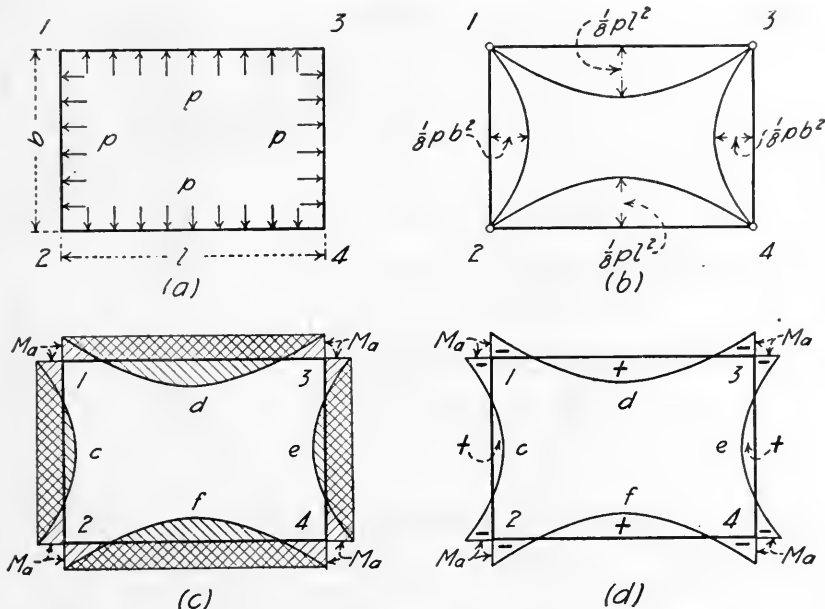 1 3
p
b p p
p
2 l 4
(a)
1 ⅛pl² 3
⅛pb² ⅛pb²
2 ⅛pl² 4
(b)
Ma Ma
1 3
d
c e
f
2 4
Ma Ma
(c)
Ma - - Ma
- + -
1 3
d
+ c e +
f
2 4
- + -
Ma - - Ma
(d)